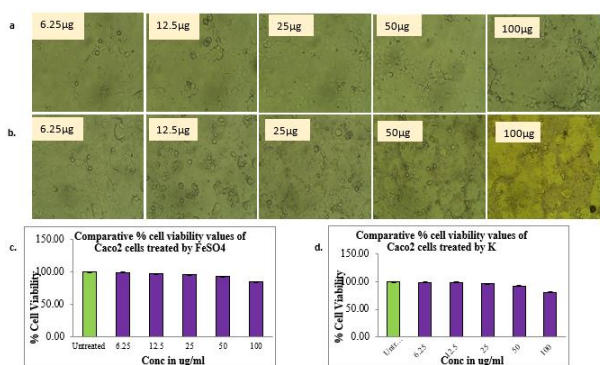 a
6.25µg
12.5µg
25µg
50µg
100µg
b.
6.25µg
12.5µg
25µg
50µg
100µg
c.
Comparative % cell viability values of
Caco2 cells treated by FeSO4
% Cell Viability
150.00
100.00
50.00
0.00
Untreated 6.25 12.5 25 50 100
Conc in ug/ml
d.
Comparative % cell viability values of
Caco2 cells treated by K
% Cell Viability
150.00
100.00
50.00
0.00
Untr... 6.25 12.5 25 50 100
Conc in ug/ml